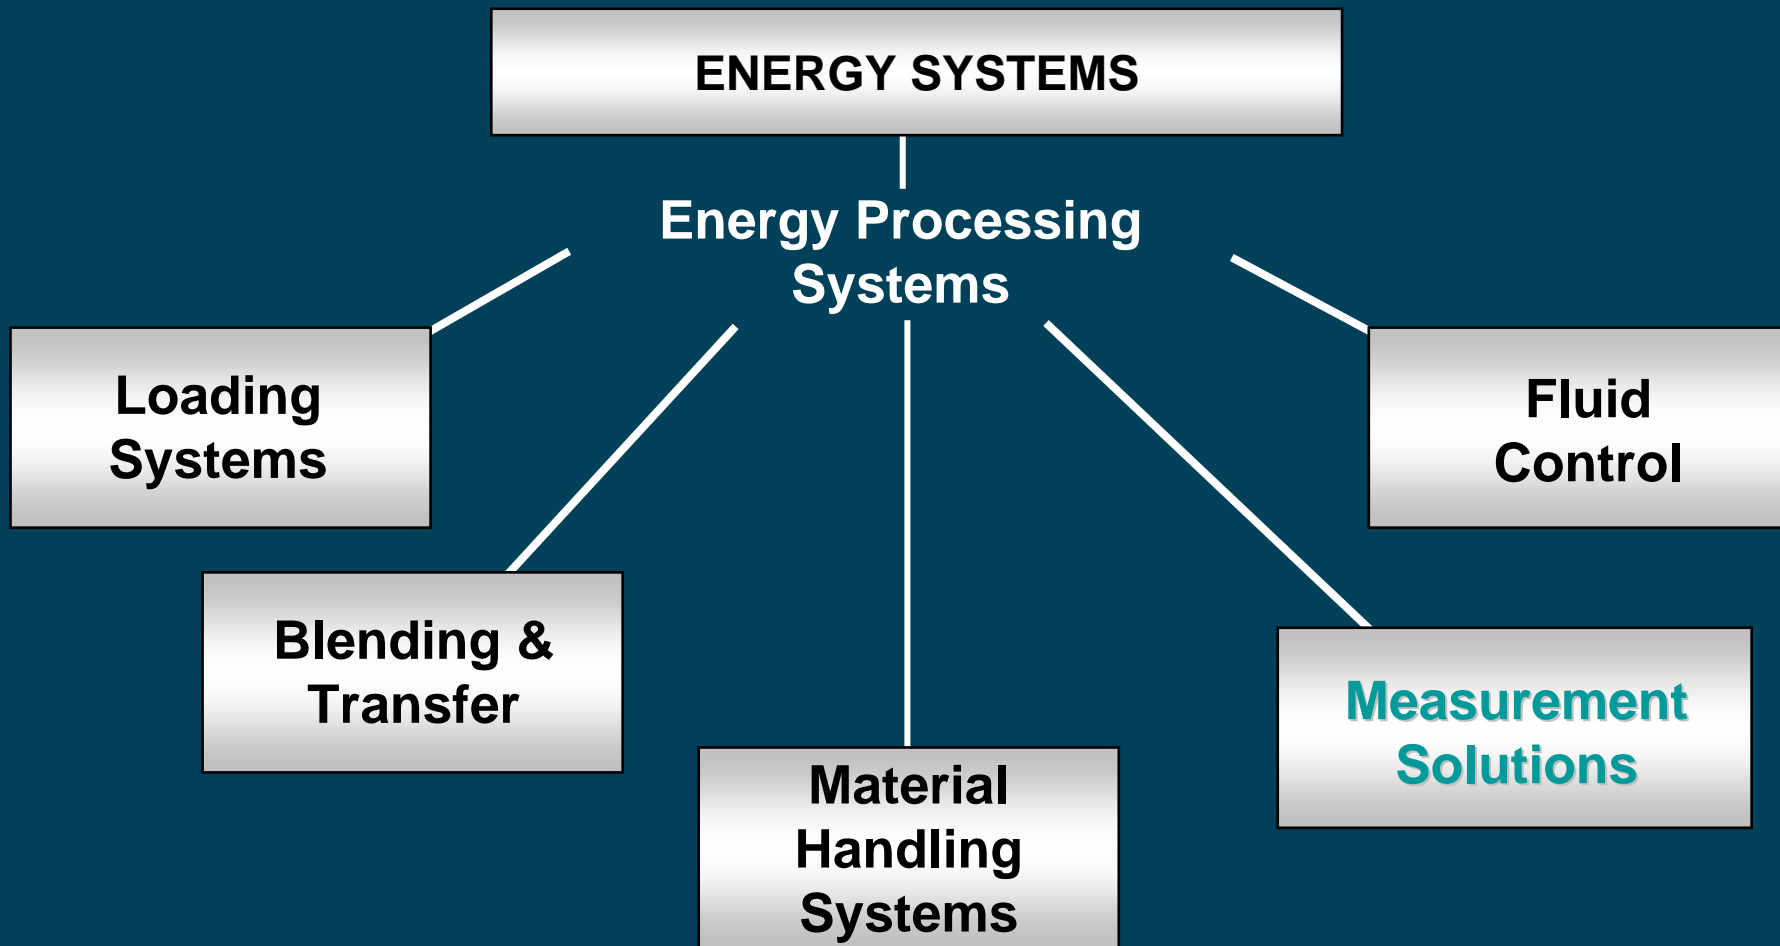 ENERGY SYSTEMS
Energy Processing
Systems
Loading
Systems
Fluid
Control
Blending &
Transfer
Measurement
Solutions
Material
Handling
Systems